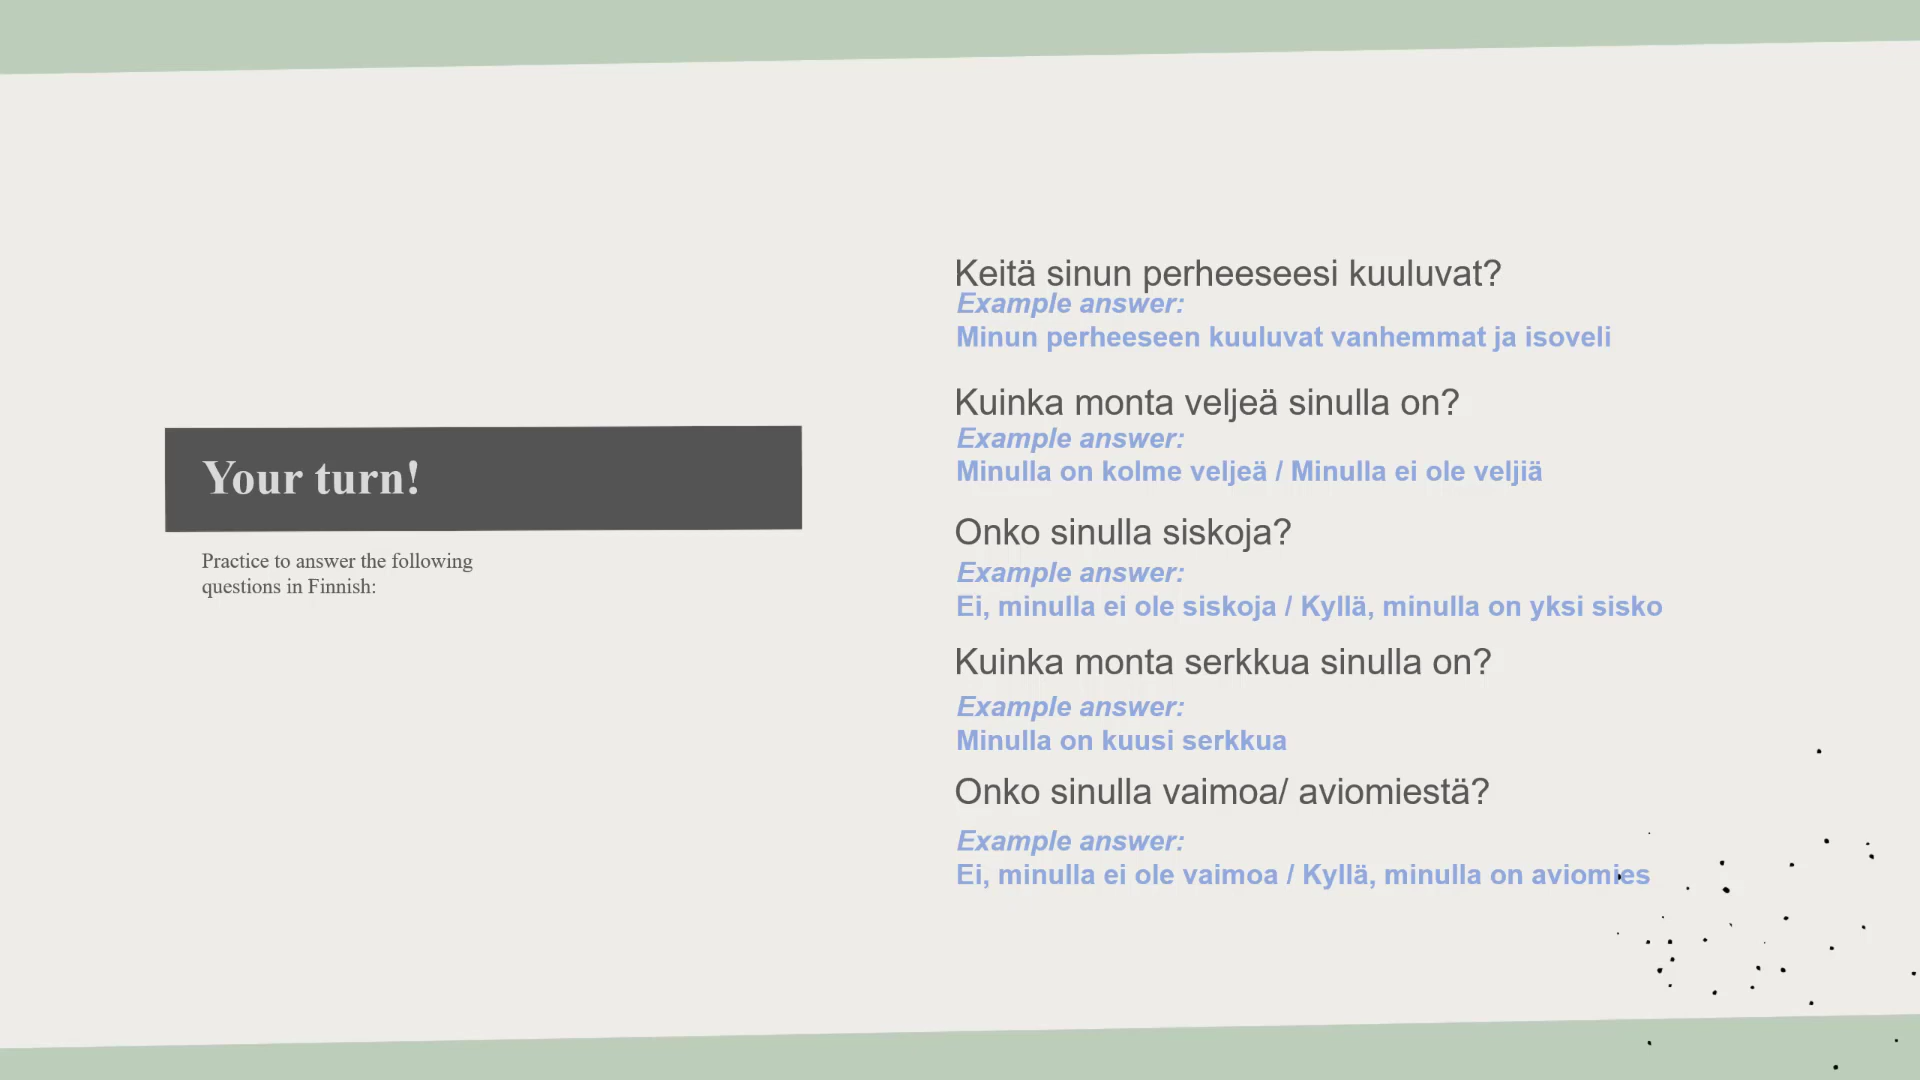 Your turn!
Practice to answer the following
questions in Finnish:
Keitä sinun perheeseesi kuuluvat?
Example answer:
Minun perheeseen kuuluvat vanhemmat ja isoveli
Kuinka monta veljeä sinulla on?
Example answer:
Minulla on kolme veljeä / Minulla ei ole veljiä
Onko sinulla siskoja?
Example answer:
Ei, minulla ei ole siskoja / Kyllä, minulla on yksi sisko
Kuinka monta serkkua sinulla on?
Example answer:
Minulla on kuusi serkkua
Onko sinulla vaimoa/ aviomiestä?
Example answer:
Ei, minulla ei ole vaimoa / Kyllä, minulla on aviomies